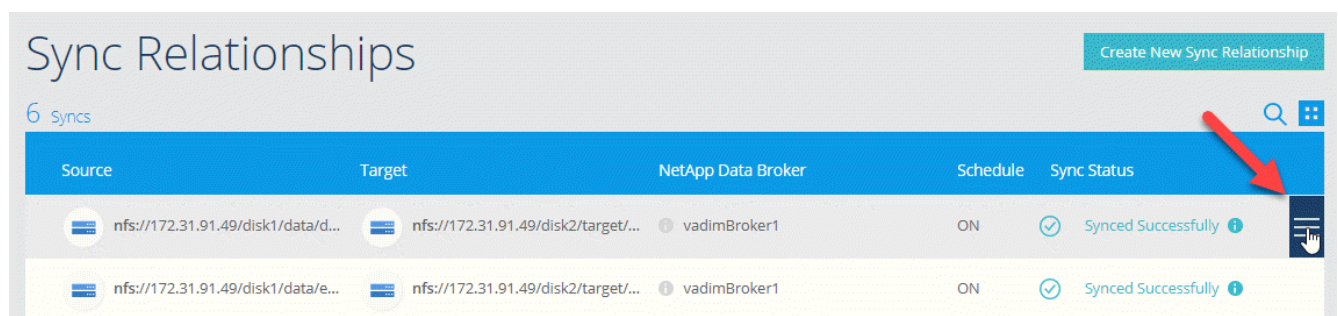 Sync Relationships
Create New Sync Relationship
6 Syncs
Source Target NetApp Data Broker Schedule Sync Status
nfs://172.31.91.49/disk1/data/d... nfs://172.31.91.49/disk2/target/... vadimBroker1 ON Synced Successfully
nfs://172.31.91.49/disk1/data/e... nfs://172.31.91.49/disk2/target/... vadimBroker1 ON Synced Successfully